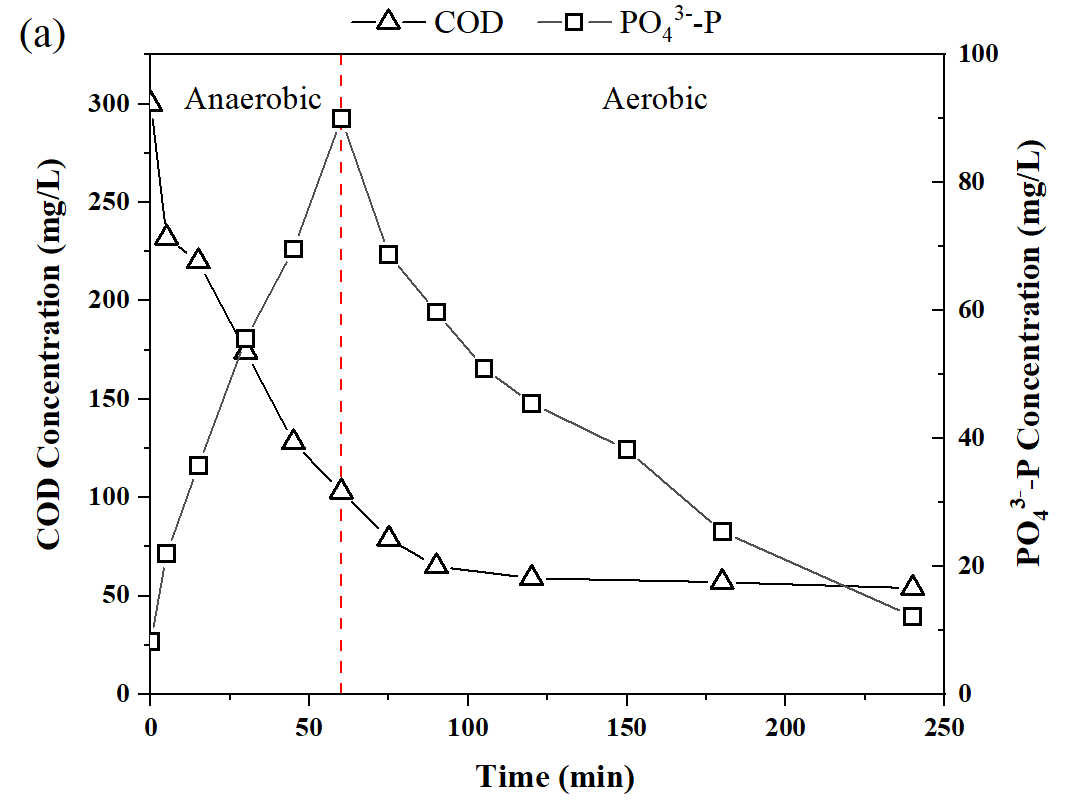 (a)
COD PO₄³⁻-P
Anaerobic Aerobic
COD Concentration (mg/L)
300
250
200
150
100
50
0
100
80
60
40
20
0
PO₄³⁻-P Concentration (mg/L)
0 50 100 150 200 250
Time (min)